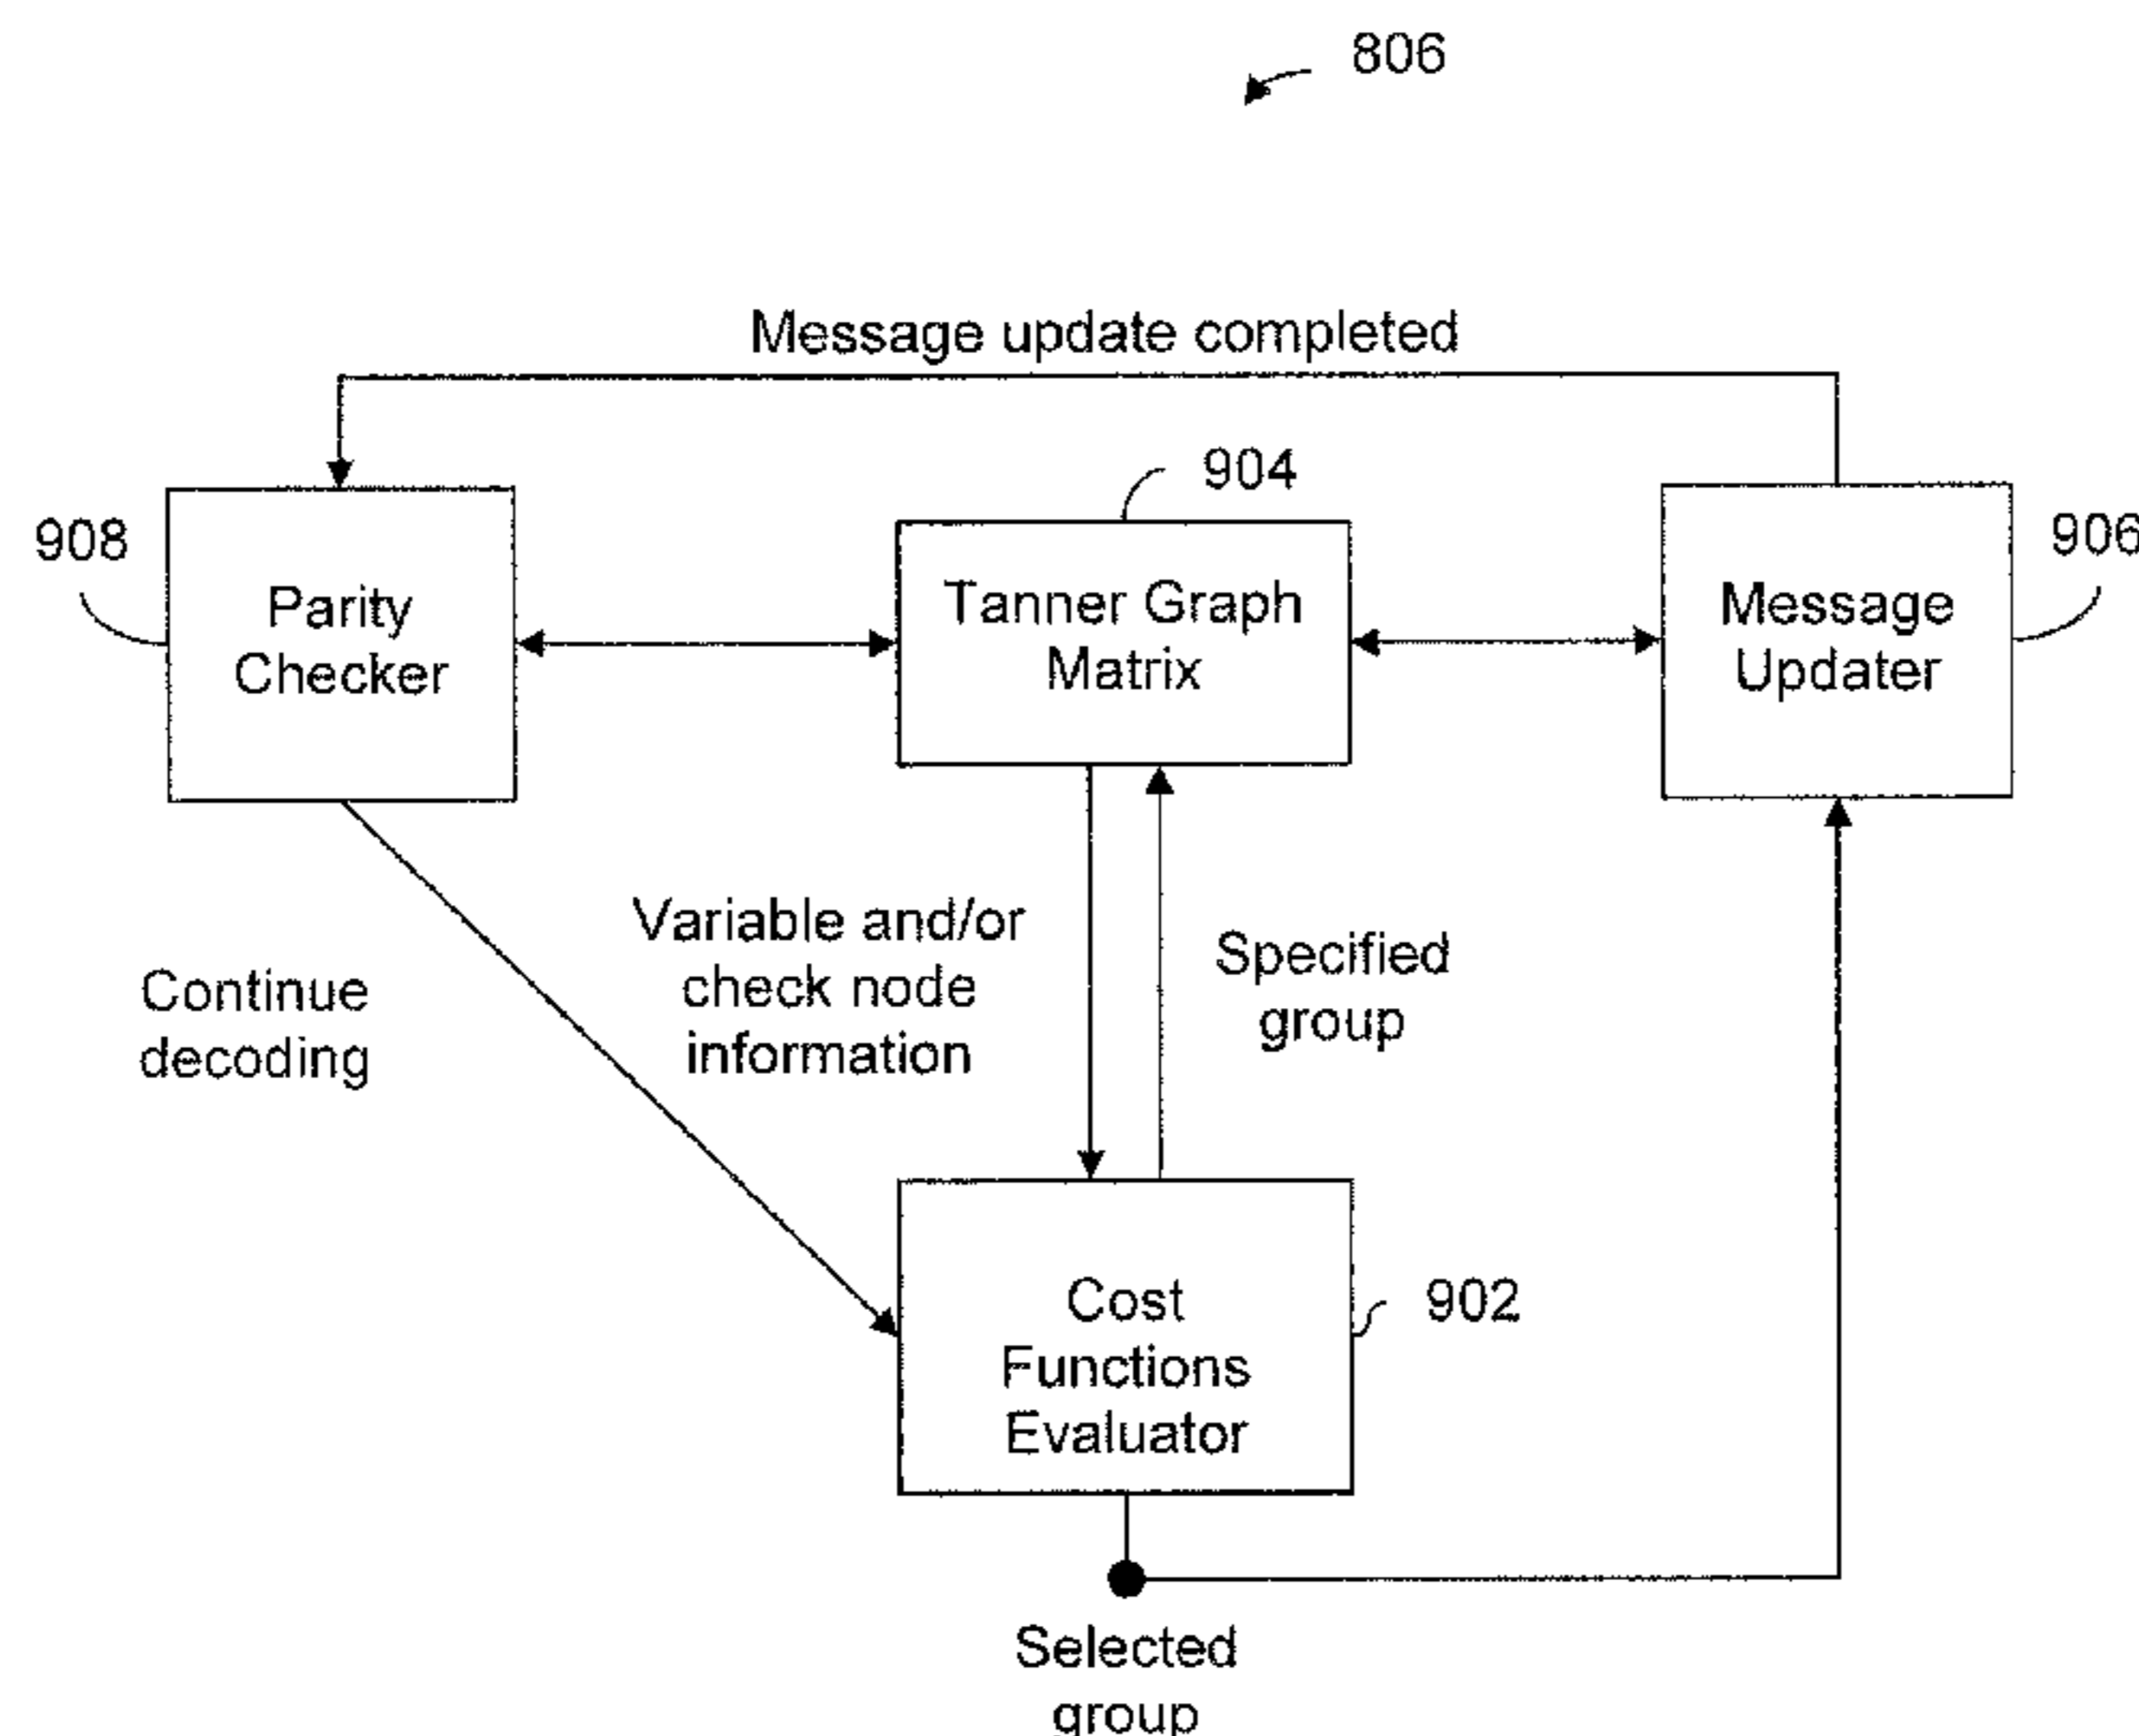 806
Message update completed
904
908
906
Parity
Checker
Tanner Graph
Matrix
Message
Updater
Variable and/or
check node
information
Specified
group
Continue
decoding
Cost
Functions
Evaluator
902
Selected
group